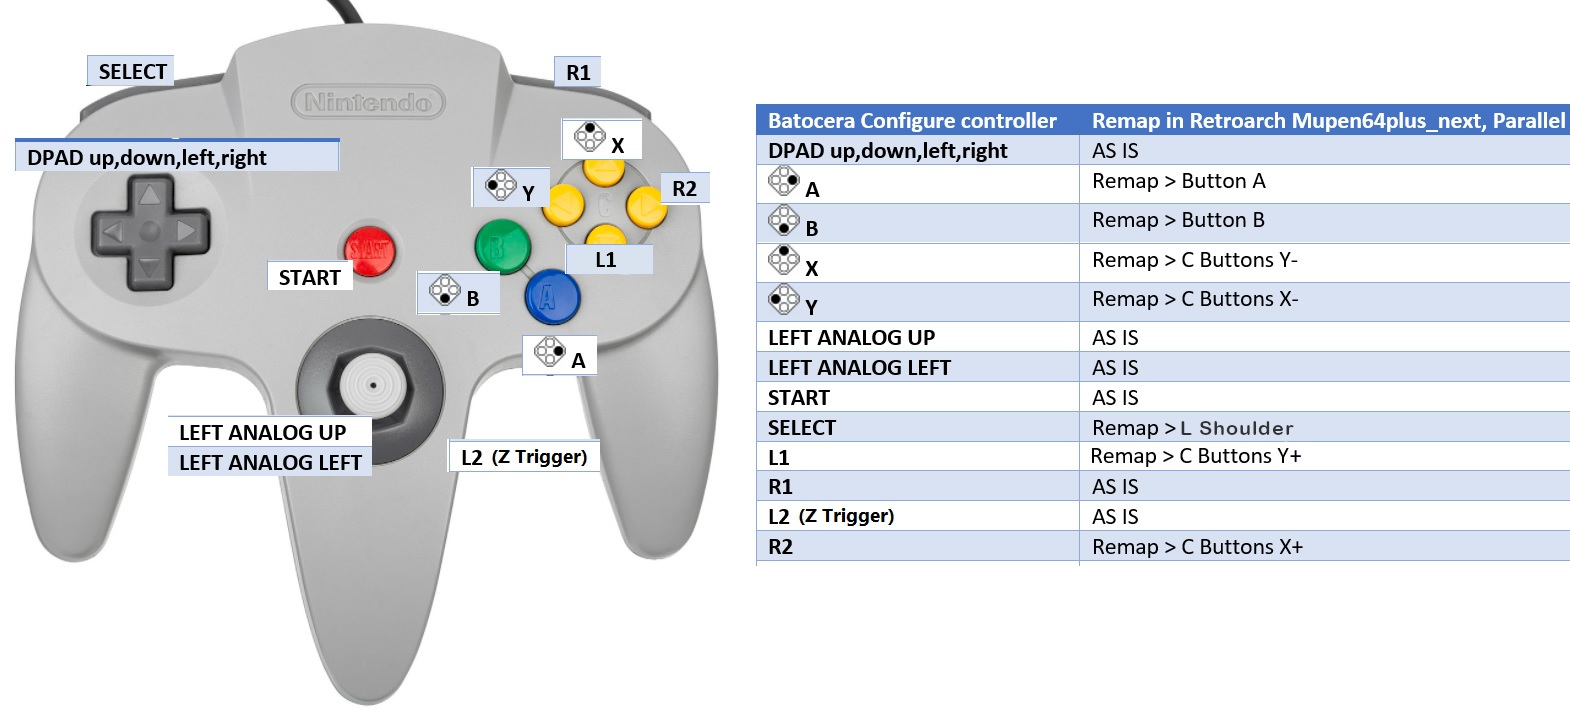 SELECT
R1
Nintendo
X
DPAD up,down,left,right
Y
R2
C
START
B
L1
START
B
A
A
LEFT ANALOG UP
LEFT ANALOG LEFT
L2 (Z Trigger)
Batocera Configure controller Remap in Retroarch Mupen64plus_next, Parallel
DPAD up,down,left,right AS IS
A Remap > Button A
B Remap > Button B
X Remap > C Buttons Y-
Y Remap > C Buttons X-
LEFT ANALOG UP AS IS
LEFT ANALOG LEFT AS IS
START AS IS
SELECT Remap > L Shoulder
L1 Remap > C Buttons Y+
R1 AS IS
L2 (Z Trigger) AS IS
R2 Remap > C Buttons X+